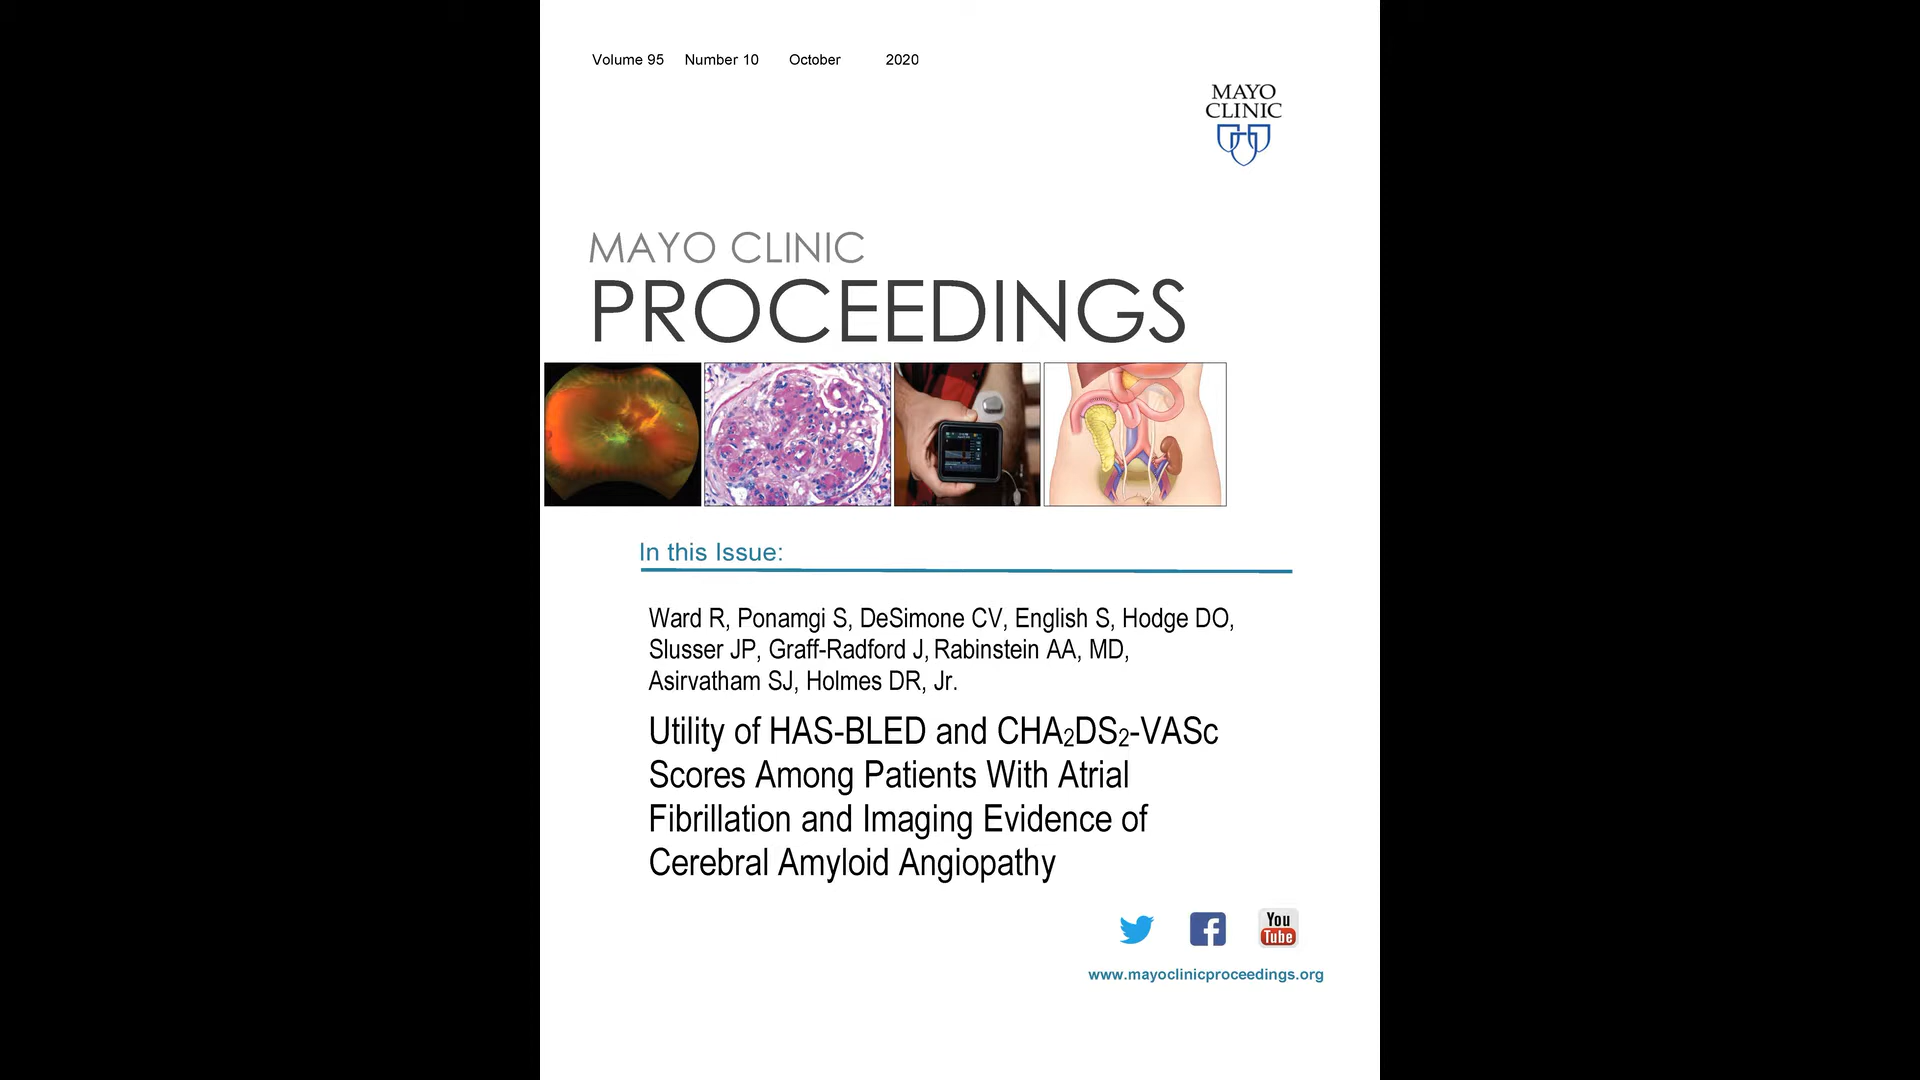 Volume 95 Number 10 October 2020
MAYO
CLINIC
MAYO CLINIC
PROCEEDINGS
In this Issue:
Ward R, Ponamgi S, DeSimone CV, English S, Hodge DO,
Slusser JP, Graff-Radford J, Rabinstein AA, MD,
Asirvatham SJ, Holmes DR, Jr.
Utility of HAS-BLED and CHA₂DS₂-VASc
Scores Among Patients With Atrial
Fibrillation and Imaging Evidence of
Cerebral Amyloid Angiopathy
You
Tube
www.mayoclinicproceedings.org